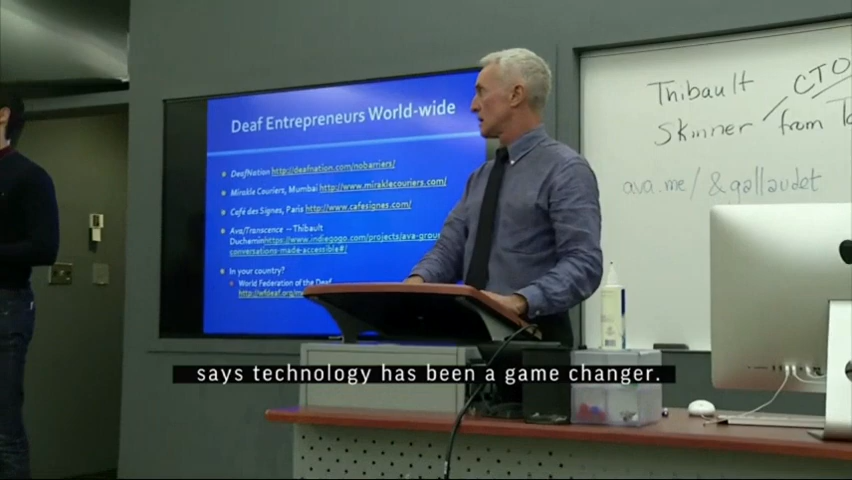 Deaf Entrepreneurs World-wide
DeafNation http://deafnation.com/nobarriers/
Mirakle Couriers, Mumbai http://www.miraklecouriers.com/
Café des Signes, Paris http://www.cafesignes.com/
Ava/Transcence -- Thibault
Duchemin https://www.indiegogo.com/projects/ava-group-
conversations-made-accessible#/
In your country?
World Federation of the Deaf
http://wfdeaf.org/
Thibault CTO
Skinner / from
ava.me/&gallaudet
says technology has been a game changer.